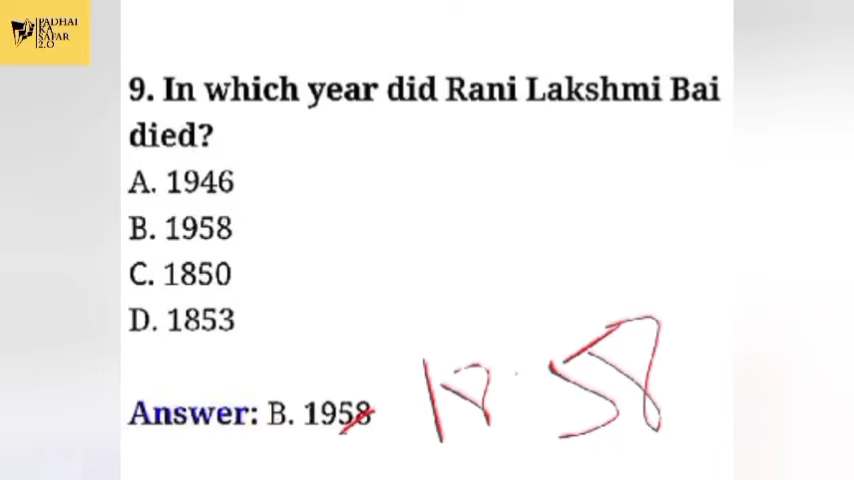 PADHAI
KA
SAFAR
2.O
9. In which year did Rani Lakshmi Bai
died?
A. 1946
B. 1958
C. 1850
D. 1853
Answer: B. 1958
1858